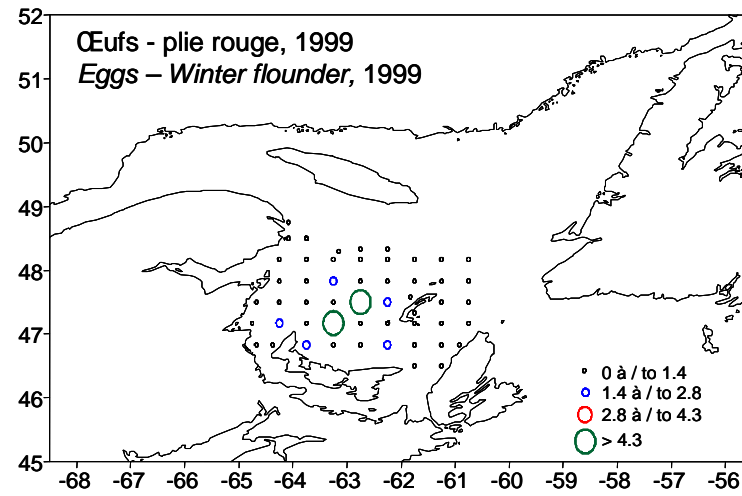 Œufs - plie rouge, 1999
Eggs – Winter flounder, 1999
52
51
50
49
48
47
46
45
0 à / to 1.4
1.4 à / to 2.8
2.8 à / to 4.3
> 4.3
-68 -67 -66 -65 -64 -63 -62 -61 -60 -59 -58 -57 -56